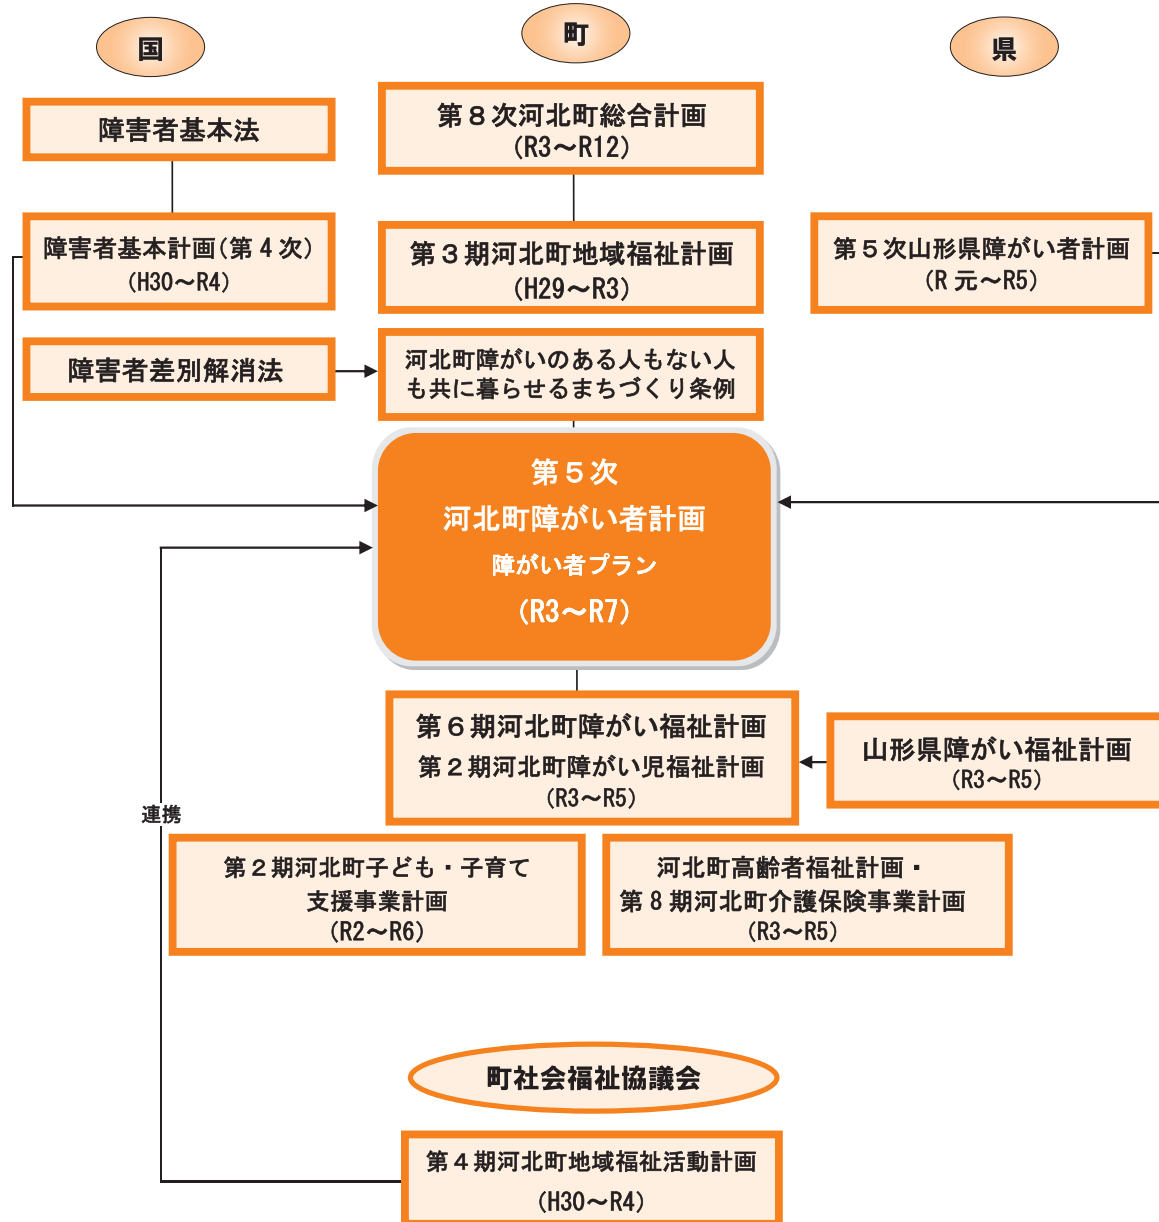 国
町
県
障害者基本法
第８次河北町総合計画
(R3～R12)
障害者基本計画(第４次)
(H30～R4)
第３期河北町地域福祉計画
(H29～R3)
第５次山形県障がい者計画
(R元～R5)
障害者差別解消法
河北町障がいのある人もない人
も共に暮らせるまちづくり条例
第５次
河北町障がい者計画
障がい者プラン
(R3～R7)
第６期河北町障がい福祉計画
第２期河北町障がい児福祉計画
(R3～R5)
山形県障がい福祉計画
(R3～R5)
連携
第２期河北町子ども・子育て
支援事業計画
(R2～R6)
河北町高齢者福祉計画・
第８期河北町介護保険事業計画
(R3～R5)
町社会福祉協議会
第４期河北町地域福祉活動計画
(H30～R4)